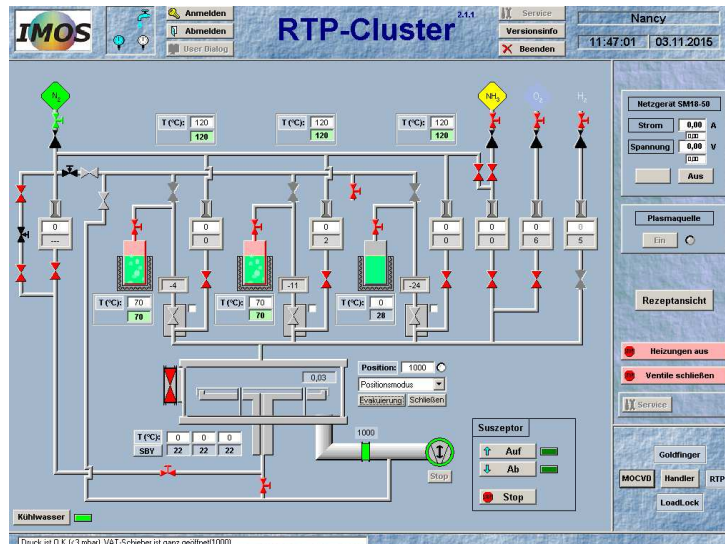 IMOS
Anmelden
Abmelden
User Dialog
RTP-Cluster
2.1.1
Service
Versionsinfo
Beenden
Nancy
11:47:01 03.11.2015
N2
NH3
O2
H2
T (°C): 120
120
T (°C): 120
120
T (°C): 120
120
Netzgerät SM18-50
Strom 0,00 A
0,00
Spannung 0,00 V
0,00
Aus
0
---
0
0
0
2
0
0
0
0
0
6
0
5
Plasmaquelle
Ein
-4
-11
-24
T (°C): 70
70
T (°C): 70
70
T (°C): 0
28
Rezeptansicht
Heizungen aus
Ventile schließen
Service
0,03
Position: 1000
Positionsmodus
Evakuierung Schließen
T (°C): 0 0 0
SBY 22 22 22
1000
Stop
Suszeptor
Auf
Ab
Stop
Goldfinger
MOCVD Handler RTP
LoadLock
Kühlwasser
Druck ist O.K.(<3 mbar). VAT-Schieber ist ganz geöffnet(1000)